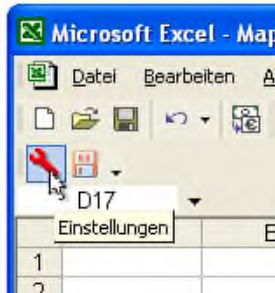 Microsoft Excel - Map
Datei Bearbeiten A
D17
Einstellungen
1
2